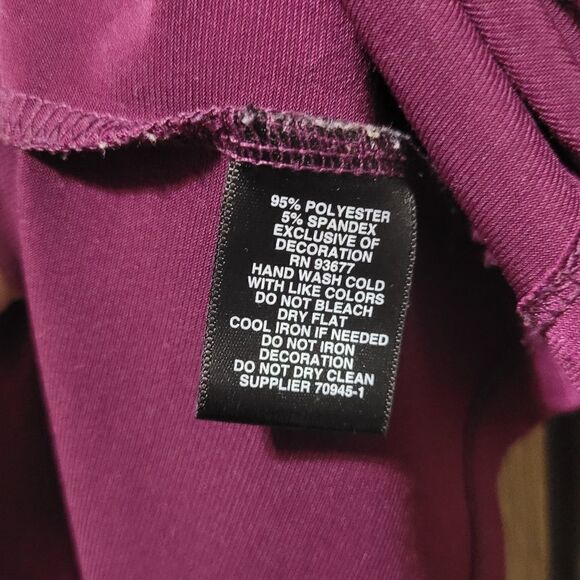 95% POLYESTER
5% SPANDEX
EXCLUSIVE OF
DECORATION
RN 93677
HAND WASH COLD
WITH LIKE COLORS
DO NOT BLEACH
DRY FLAT
COOL IRON IF NEEDED
DO NOT IRON
DECORATION
DO NOT DRY CLEAN
SUPPLIER 70945-1